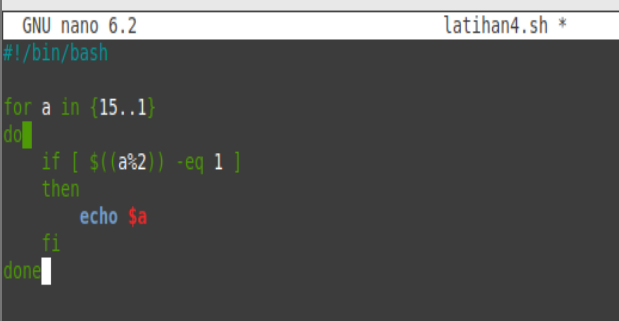 GNU nano 6.2 latihan4.sh *
#!/bin/bash
for a in {15..1}
do
if [ $((a%2)) -eq 1 ]
then
echo $a
fi
done